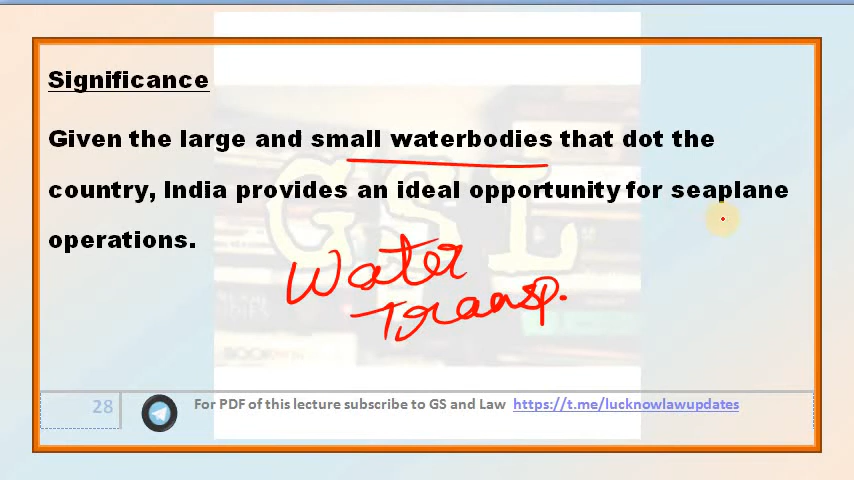 Significance
Given the large and small waterbodies that dot the
country, India provides an ideal opportunity for seaplane
operations.
GSL
Water
Transp.
28
For PDF of this lecture subscribe to GS and Law https://t.me/lucknowlawupdates